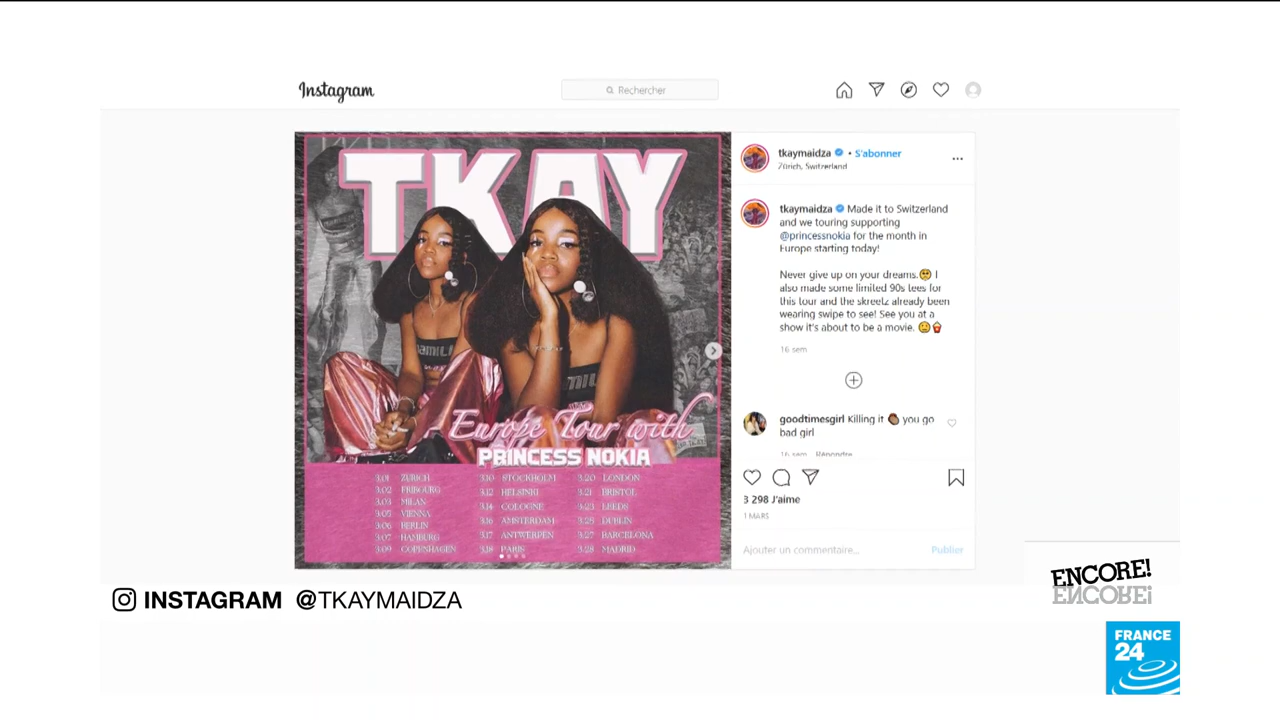 Instagram
Rechercher
TKAY
Europe Tour with
PRINCESS NOKIA
3.01 ZURICH
3.02 FRIBOURG
3.03 MILAN
3.05 VIENNA
3.06 BERLIN
3.07 HAMBURG
3.09 COPENHAGEN
3.10 STOCKHOLM
3.12 HELSINKI
3.14 COLOGNE
3.16 AMSTERDAM
3.17 ANTWERPEN
3.18 PARIS
3.20 LONDON
3.21 BRISTOL
3.23 LEEDS
3.25 DUBLIN
3.27 BARCELONA
3.28 MADRID
tkaymaidza • S'abonner
Zürich, Switzerland
tkaymaidza Made it to Switzerland
and we touring supporting
@princessnokia for the month in
Europe starting today!
Never give up on your dreams. I
also made some limited 90s tees for
this tour and the skreetz already been
wearing swipe to see! See you at a
show it's about to be a movie.
16 sem
goodtimesgirl Killing it you go
bad girl
16 sem Répondre
3 298 J'aime
1 MARS
Ajouter un commentaire...
Publier
INSTAGRAM @TKAYMAIDZA
ENCORE!
ENCORE!
FRANCE
24